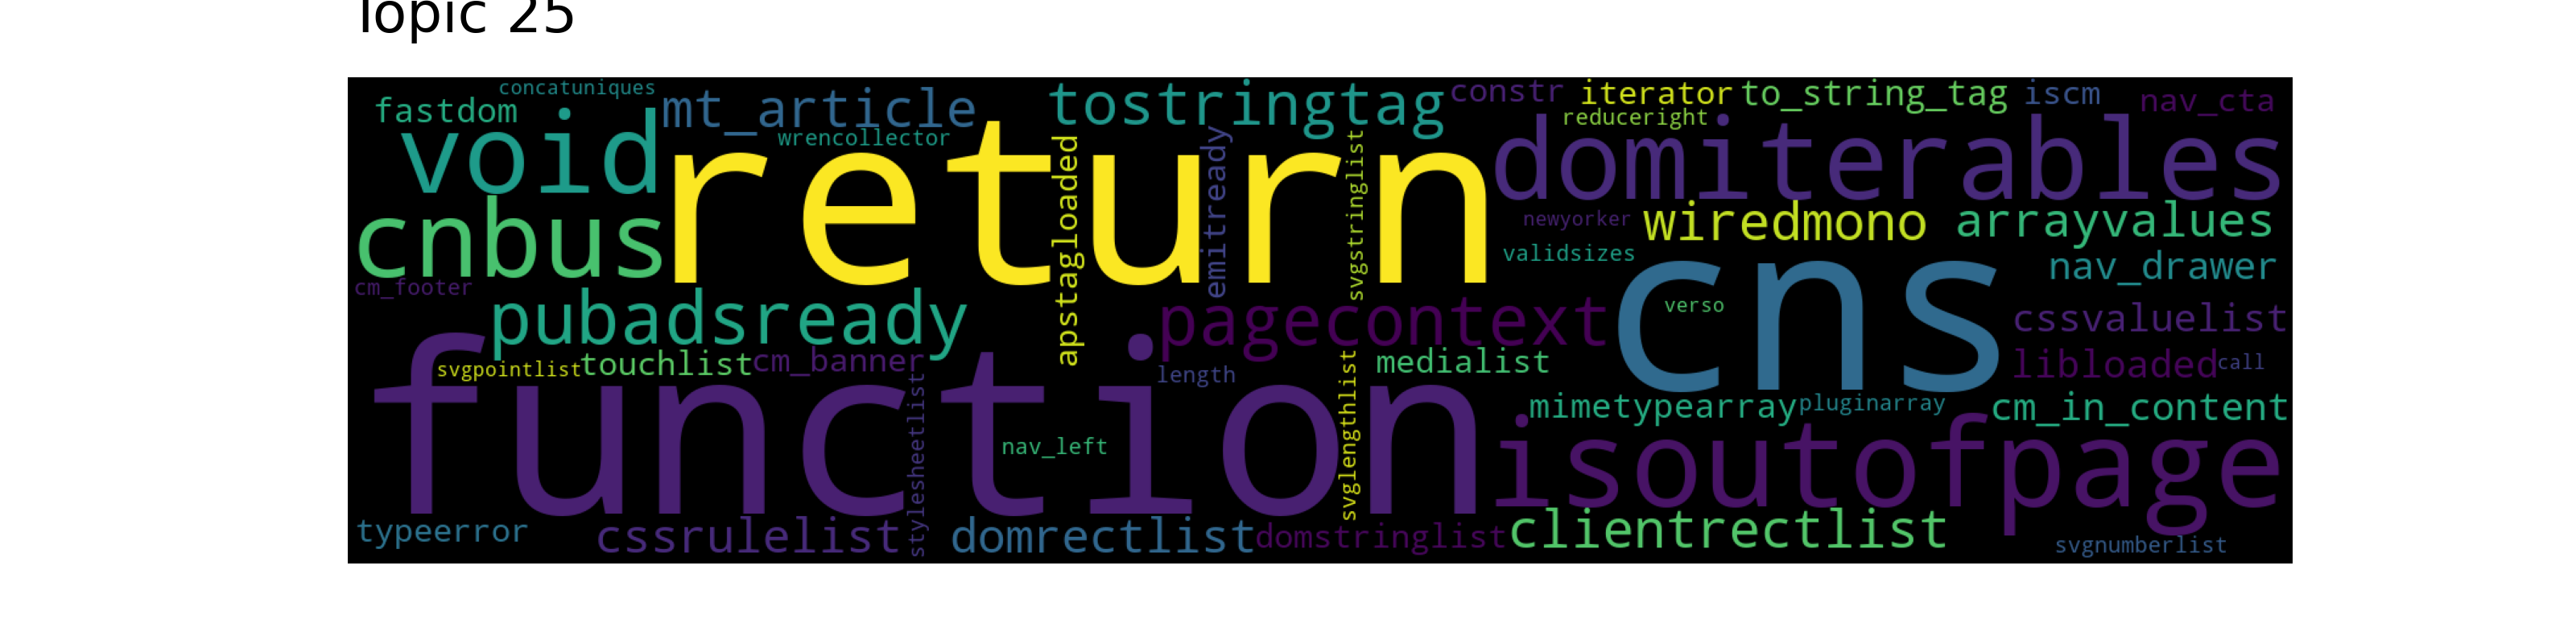 Topic 25
concatuniques
fastdom
void
mt_article
wrencollector
tostringtag
constr
iterator
to_string_tag
iscm
nav_cta
reduceright
return
domiterables
cnbus
apstagloaded
emitready
svgstringlist
newyorker
wiredmono
arrayvalues
validsizes
nav_drawer
cns
cm_footer
pubadsready
pagecontext
verso
cssvaluelist
svgpointlist
touchlist
cm_banner
length
medialist
libloaded
call
function
stylesheetlist
nav_left
svglengthlist
mimetypearray
pluginarray
cm_in_content
isoutofpage
typeerror
cssrulelist
domrectlist
domstringlist
clientrectlist
svgnumberlist